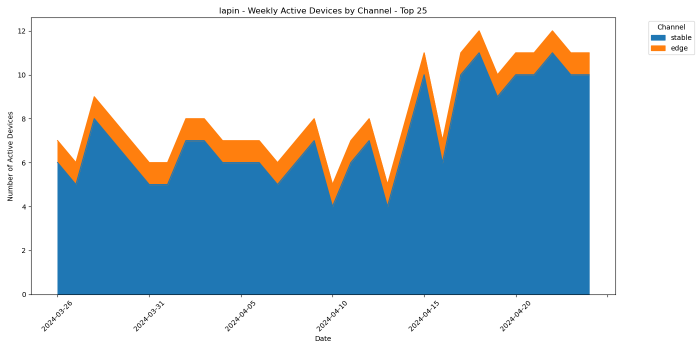 lapin - Weekly Active Devices by Channel - Top 25
Number of Active Devices
12
10
8
6
4
2
0
2024-03-26
2024-03-31
2024-04-05
2024-04-10
2024-04-15
2024-04-20
Date
Channel
stable
edge